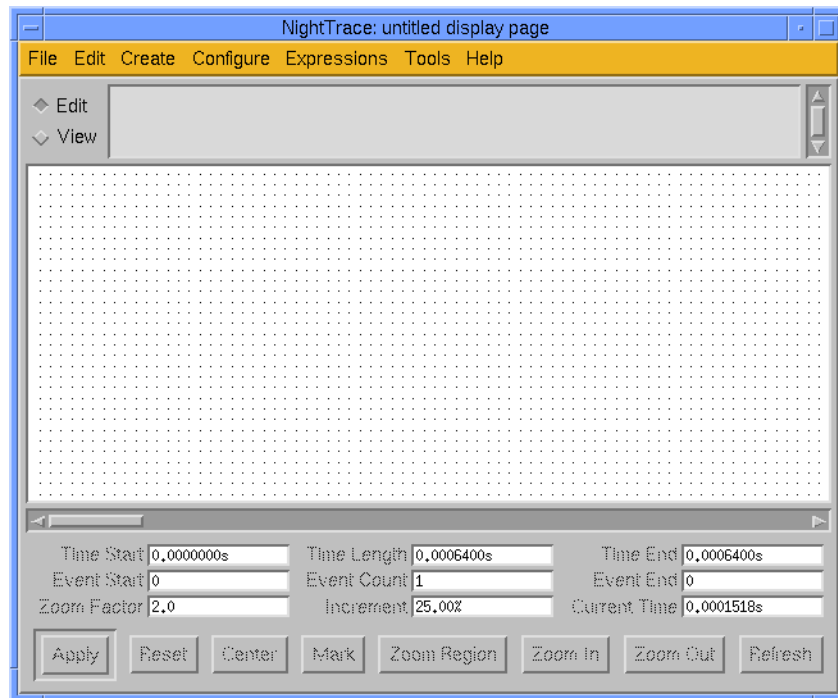 NightTrace: untitled display page
File Edit Create Configure Expressions Tools Help
Edit
View
Time Start 0.0000000s Time Length 0.0006400s Time End 0.0006400s
Event Start 0 Event Count 1 Event End 0
Zoom Factor 2.0 Increment 25.00% Current Time 0.0001518s
Apply Reset Center Mark Zoom Region Zoom In Zoom Out Refresh